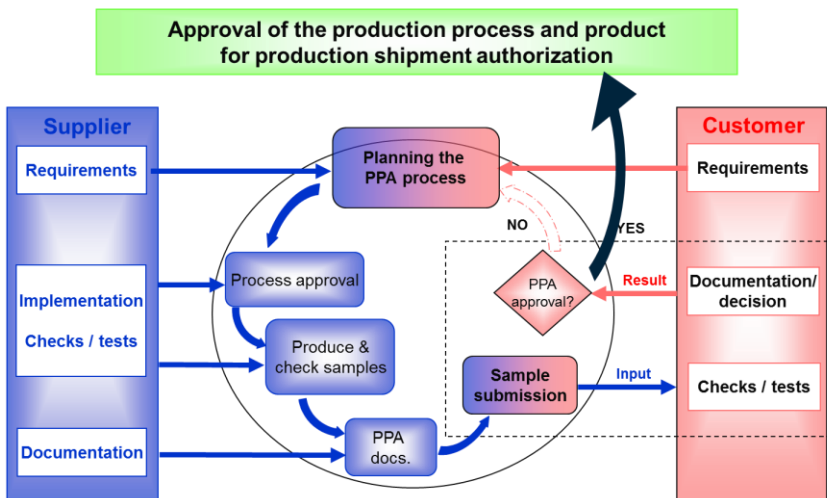 Approval of the production process and product
for production shipment authorization
Supplier
Customer
Requirements
Planning the
PPA process
Requirements
NO
YES
Process approval
PPA
approval?
Result
Documentation/
decision
Implementation
Checks / tests
Produce &
check samples
Sample
submission
Input
Checks / tests
Documentation
PPA
docs.